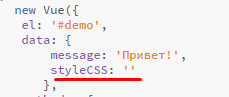 new Vue({
el: '#demo',
data: {
message: 'Привет!',
styleCSS: ''
},